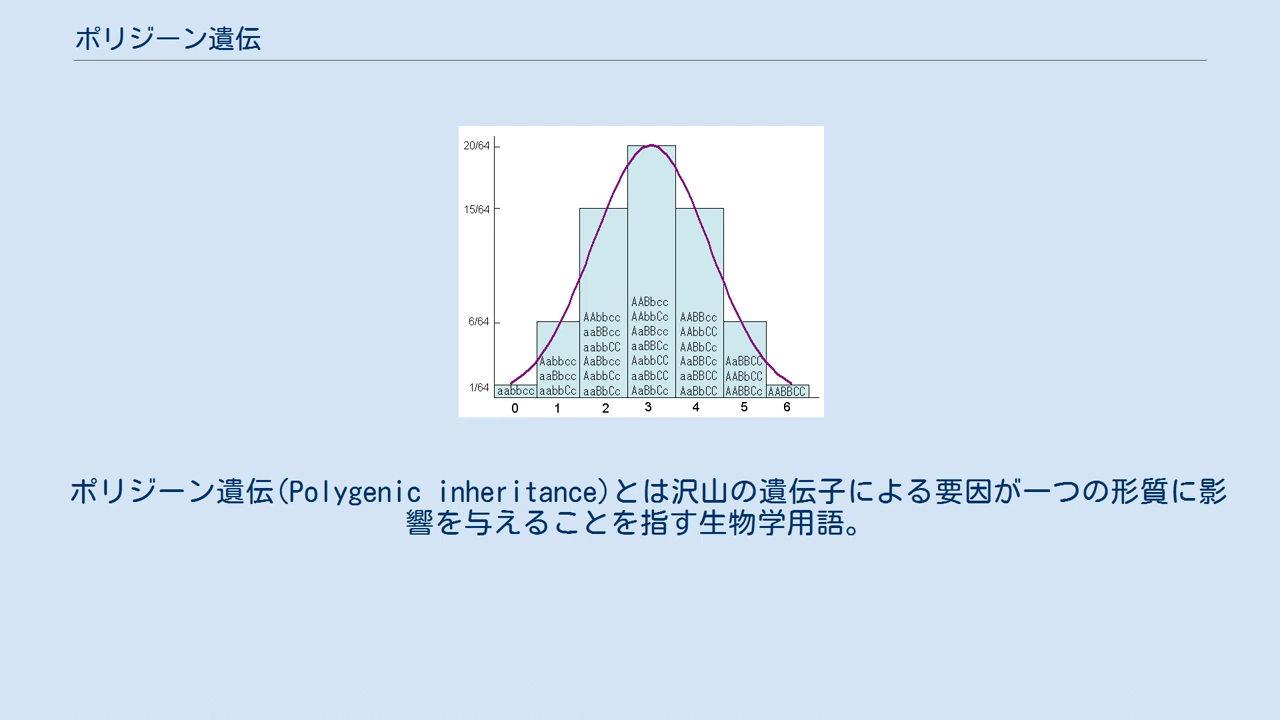 ポリジーン遺伝
20/64
15/64
6/64
1/64
aabbcc
Aabbcc
aaBbcc
aabbCc
AAbbcc
aaBBcc
aabbCC
AaBbcc
AabbCc
aaBbCc
AABbcc
AAbbCc
AaBBcc
aaBBCc
AabbCC
aaBbCC
AaBbCc
AABBcc
AAbbCC
AABbCc
AaBBCc
aaBBCC
AaBbCC
AaBBCC
AABbCC
AABBCc
AABBCC
0 1 2 3 4 5 6
ポリジーン遺伝(Polygenic inheritance)とは沢山の遺伝子による要因が一つの形質に影
響を与えることを指す生物学用語。